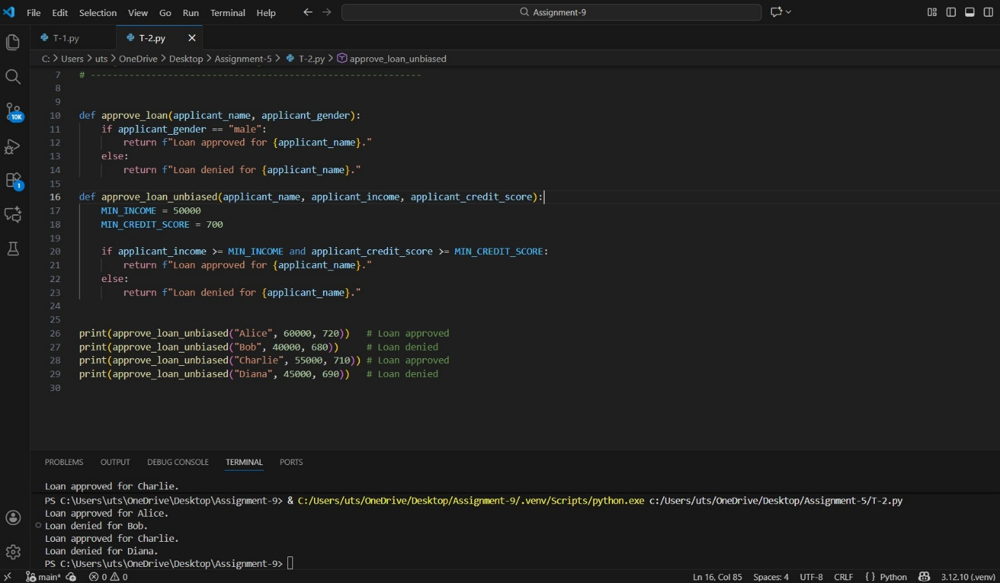 File Edit Selection View Go Run Terminal Help Assignment-9
T-1.py T-2.py
C: > Users > uts > OneDrive > Desktop > Assignment-5 > T-2.py > approve_loan_unbiased
7 # ------------------------------------------------------------
8
9
10 def approve_loan(applicant_name, applicant_gender):
11     if applicant_gender == "male":
12         return f"Loan approved for {applicant_name}."
13     else:
14         return f"Loan denied for {applicant_name}."
15
16 def approve_loan_unbiased(applicant_name, applicant_income, applicant_credit_score):
17     MIN_INCOME = 50000
18     MIN_CREDIT_SCORE = 700
19
20     if applicant_income >= MIN_INCOME and applicant_credit_score >= MIN_CREDIT_SCORE:
21         return f"Loan approved for {applicant_name}."
22     else:
23         return f"Loan denied for {applicant_name}."
24
25
26 print(approve_loan_unbiased("Alice", 60000, 720))   # Loan approved
27 print(approve_loan_unbiased("Bob", 40000, 680))     # Loan denied
28 print(approve_loan_unbiased("Charlie", 55000, 710)) # Loan approved
29 print(approve_loan_unbiased("Diana", 45000, 690))   # Loan denied
30
10K
1
PROBLEMS OUTPUT DEBUG CONSOLE TERMINAL PORTS
Loan approved for Charlie.
PS C:\Users\uts\OneDrive\Desktop\Assignment-9> & C:/Users/uts/OneDrive/Desktop/Assignment-9/.venv/Scripts/python.exe c:/Users/uts/OneDrive/Desktop/Assignment-5/T-2.py
Loan approved for Alice.
Loan denied for Bob.
Loan approved for Charlie.
Loan denied for Diana.
PS C:\Users\uts\OneDrive\Desktop\Assignment-9>
main* 0 0 Ln 16, Col 85 Spaces: 4 UTF-8 CRLF { } Python 3.12.10 (.venv)